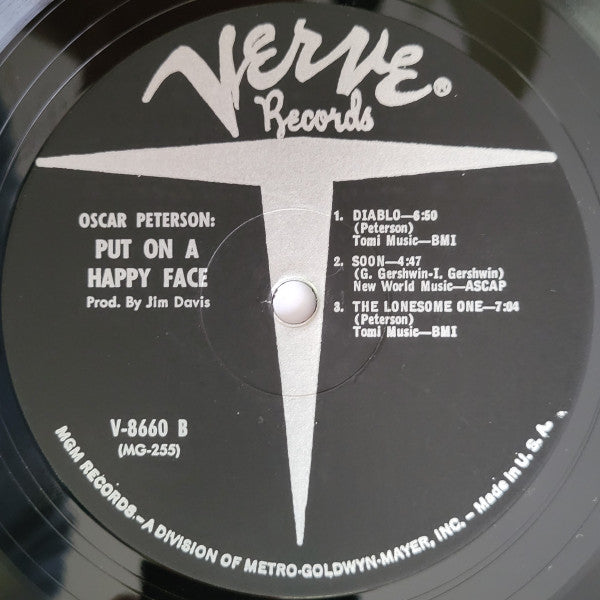 VERVE®
Records
OSCAR PETERSON:
PUT ON A
HAPPY FACE
Prod. By Jim Davis
1. DIABLO—6:50
(Peterson)
Tomi Music—BMI
2. SOON—4:47
(G. Gershwin-I. Gershwin)
New World Music—ASCAP
3. THE LONESOME ONE—7:04
(Peterson)
Tomi Music—BMI
V-8660 B
(MG-255)
MGM RECORDS—A DIVISION OF METRO-GOLDWYN-MAYER, INC. – Made in U.S.A.